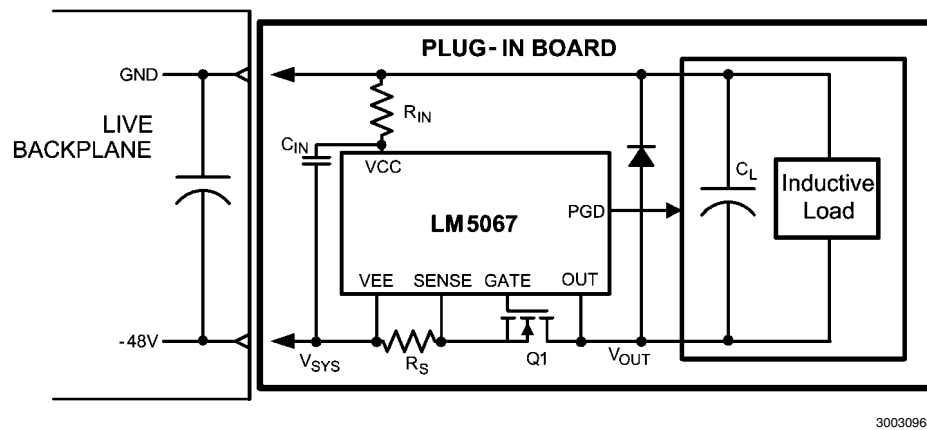 PLUG-IN BOARD
GND
LIVE
BACKPLANE
RIN
CIN
VCC
LM5067
PGD
CL
Inductive
Load
VEE SENSE GATE OUT
-48V
VSYS
RS
Q1
VOUT
3003096